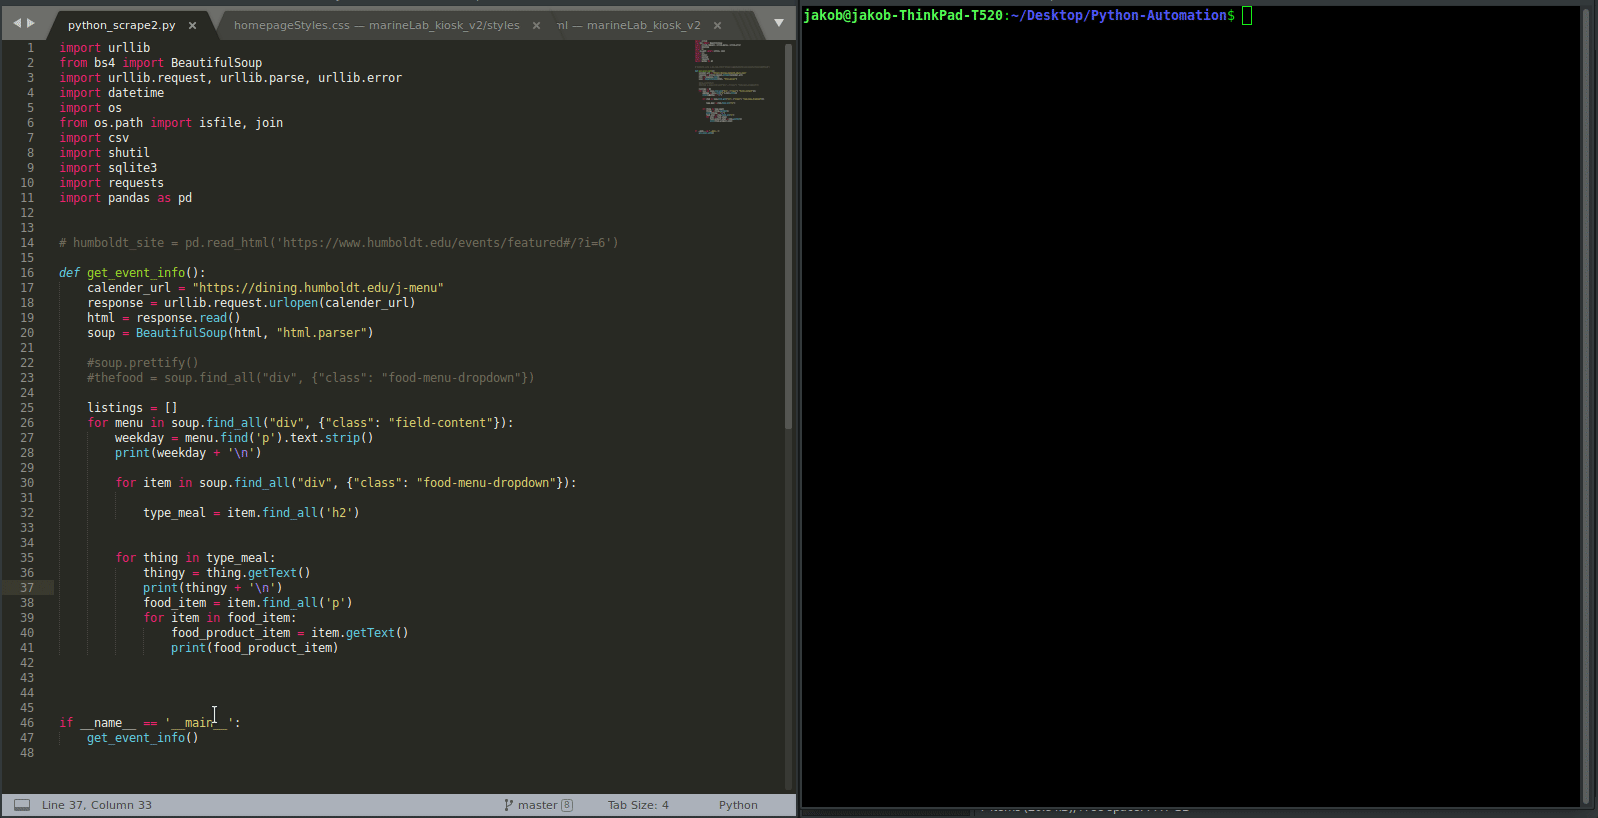 python_scrape2.py ×
homepageStyles.css — marineLab_kiosk_v2/styles ×
ml — marineLab_kiosk_v2 ×
jakob@jakob-ThinkPad-T520:~/Desktop/Python-Automation$
1 import urllib
2 from bs4 import BeautifulSoup
3 import urllib.request, urllib.parse, urllib.error
4 import datetime
5 import os
6 from os.path import isfile, join
7 import csv
8 import shutil
9 import sqlite3
10 import requests
11 import pandas as pd
12
13
14 # humboldt_site = pd.read_html('https://www.humboldt.edu/events/featured#/?i=6')
15
16 def get_event_info():
17     calender_url = "https://dining.humboldt.edu/j-menu"
18     response = urllib.request.urlopen(calender_url)
19     html = response.read()
20     soup = BeautifulSoup(html, "html.parser")
21
22     #soup.prettify()
23     #thefood = soup.find_all("div", {"class": "food-menu-dropdown"})
24
25     listings = []
26     for menu in soup.find_all("div", {"class": "field-content"}):
27         weekday = menu.find('p').text.strip()
28         print(weekday + '\n')
29
30         for item in soup.find_all("div", {"class": "food-menu-dropdown"}):
31
32             type_meal = item.find_all('h2')
33
34
35         for thing in type_meal:
36             thingy = thing.getText()
37             print(thingy + '\n')
38             food_item = item.find_all('p')
39             for item in food_item:
40                 food_product_item = item.getText()
41                 print(food_product_item)
42
43
44
45
46 if __name__ == '__main__':
47     get_event_info()
48
Line 37, Column 33
master 8
Tab Size: 4
Python